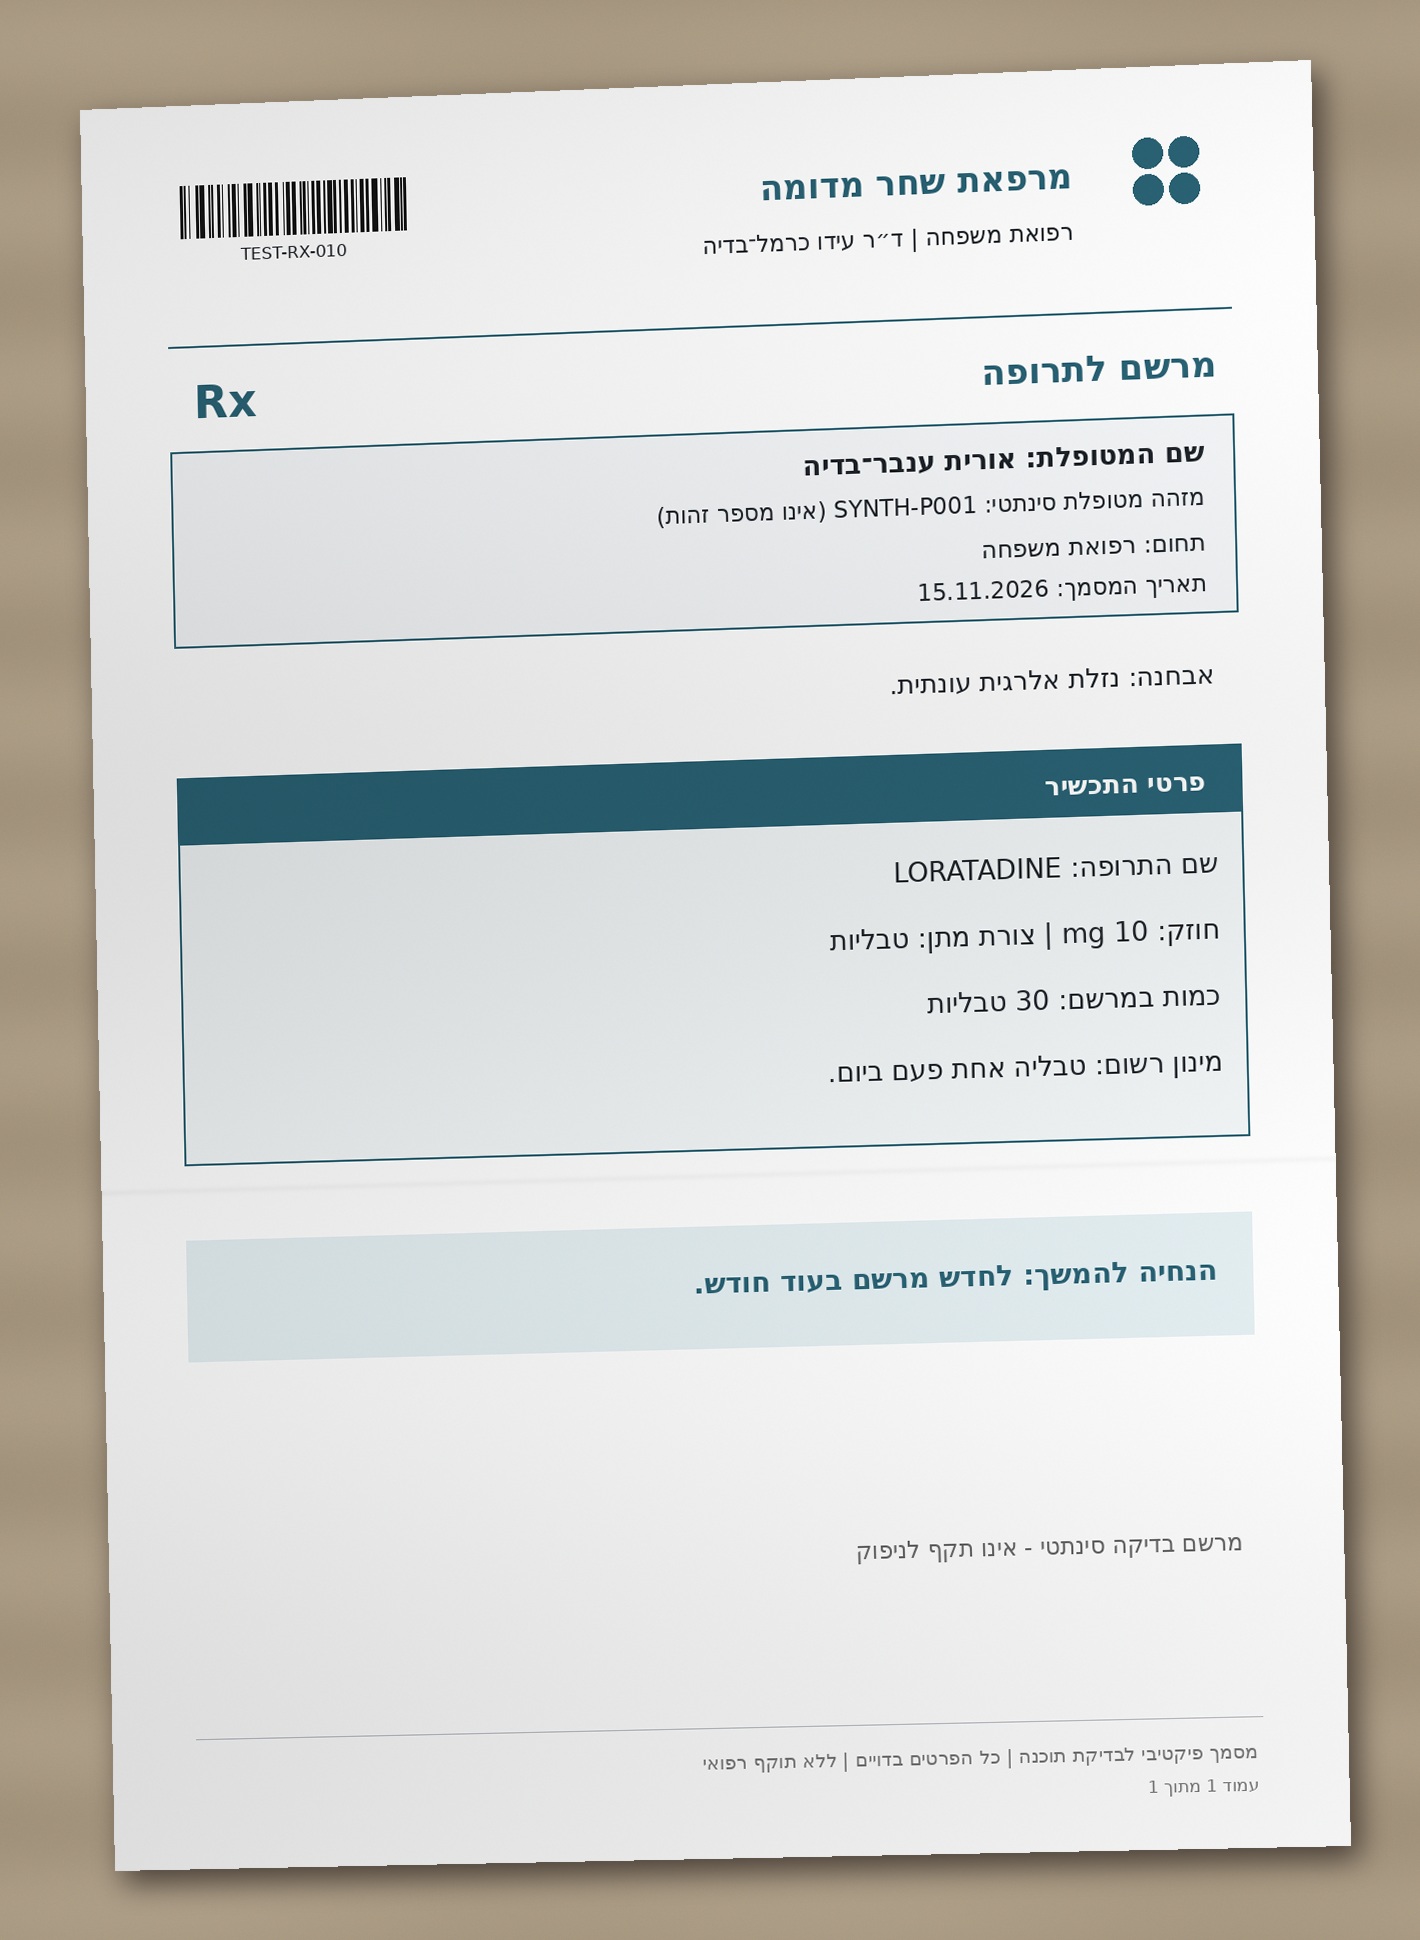 מרפאת שחר מדומה
רפואת משפחה | ד״ר עידו כרמל־בדיה
TEST-RX-010
מרשם לתרופה
Rx
שם המטופלת: אורית ענבר־בדיה
מזהה מטופלת סינתטי: SYNTH-P001 (אינו מספר זהות)
תחום: רפואת משפחה
תאריך המסמך: 15.11.2026
אבחנה: נזלת אלרגית עונתית.
פרטי התכשיר
שם התרופה: LORATADINE
חוזק: 10 mg | צורת מתן: טבליות
כמות במרשם: 30 טבליות
מינון רשום: טבליה אחת פעם ביום.
הנחיה להמשך: לחדש מרשם בעוד חודש.
מרשם בדיקה סינתטי - אינו תקף לניפוק
מסמך פיקטיבי לבדיקת תוכנה | כל הפרטים בדויים | ללא תוקף רפואי
עמוד 1 מתוך 1